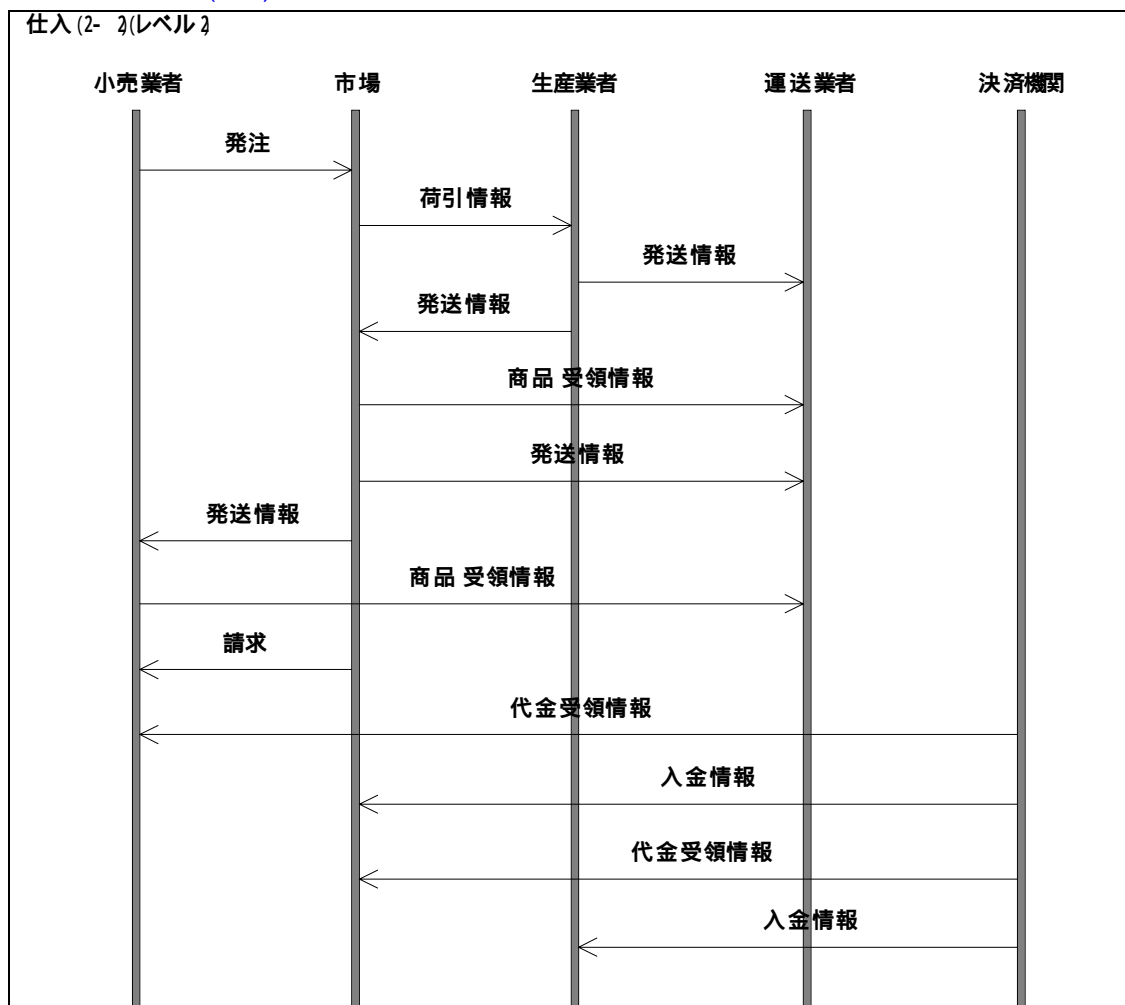 仕入(2- 2)(レベル2)
小売業者 市場 生産業者 運送業者 決済機関
発注
荷引情報
発送情報
発送情報
商品受領情報
発送情報
発送情報
商品受領情報
請求
代金受領情報
入金情報
代金受領情報
入金情報